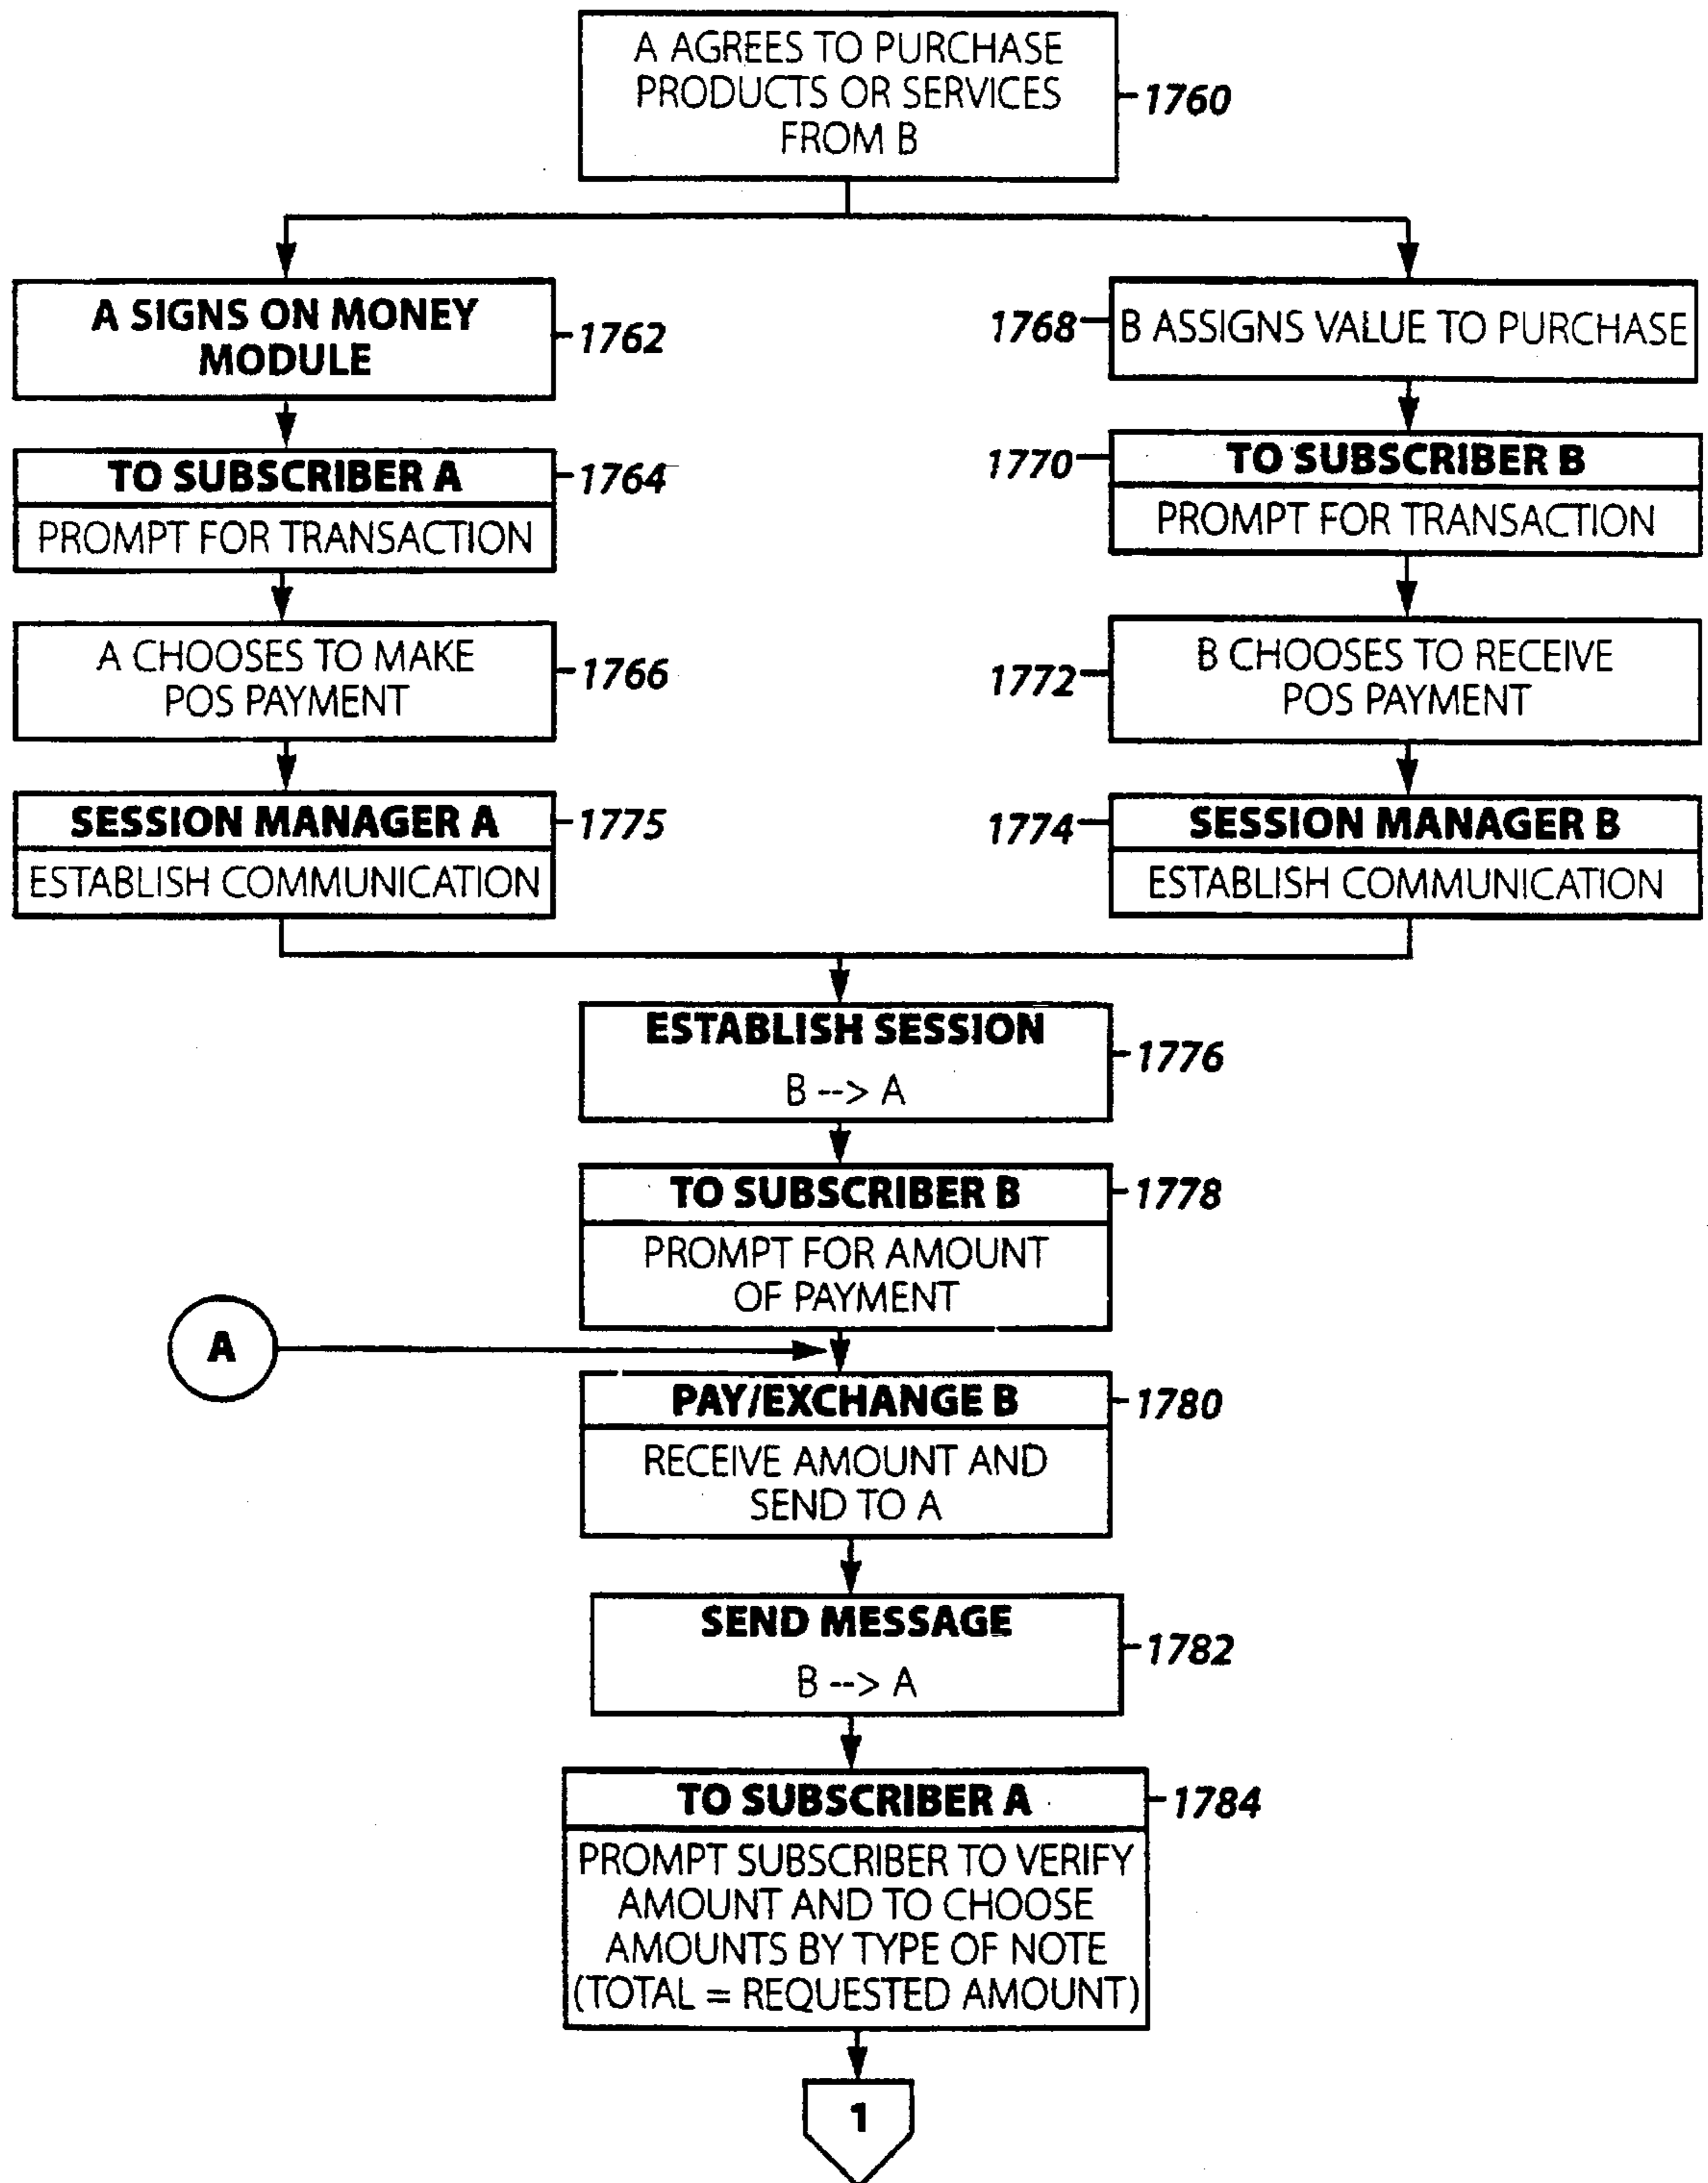 A AGREES TO PURCHASE
PRODUCTS OR SERVICES
FROM B
1760
A SIGNS ON MONEY
MODULE
1762
TO SUBSCRIBER A
1764
PROMPT FOR TRANSACTION
A CHOOSES TO MAKE
POS PAYMENT
1766
SESSION MANAGER A
1775
ESTABLISH COMMUNICATION
1768
B ASSIGNS VALUE TO PURCHASE
1770
TO SUBSCRIBER B
PROMPT FOR TRANSACTION
1772
B CHOOSES TO RECEIVE
POS PAYMENT
1774
SESSION MANAGER B
ESTABLISH COMMUNICATION
ESTABLISH SESSION
1776
B --> A
TO SUBSCRIBER B
1778
PROMPT FOR AMOUNT
OF PAYMENT
A
PAY/EXCHANGE B
1780
RECEIVE AMOUNT AND
SEND TO A
SEND MESSAGE
1782
B --> A
TO SUBSCRIBER A
1784
PROMPT SUBSCRIBER TO VERIFY
AMOUNT AND TO CHOOSE
AMOUNTS BY TYPE OF NOTE
(TOTAL = REQUESTED AMOUNT)
1